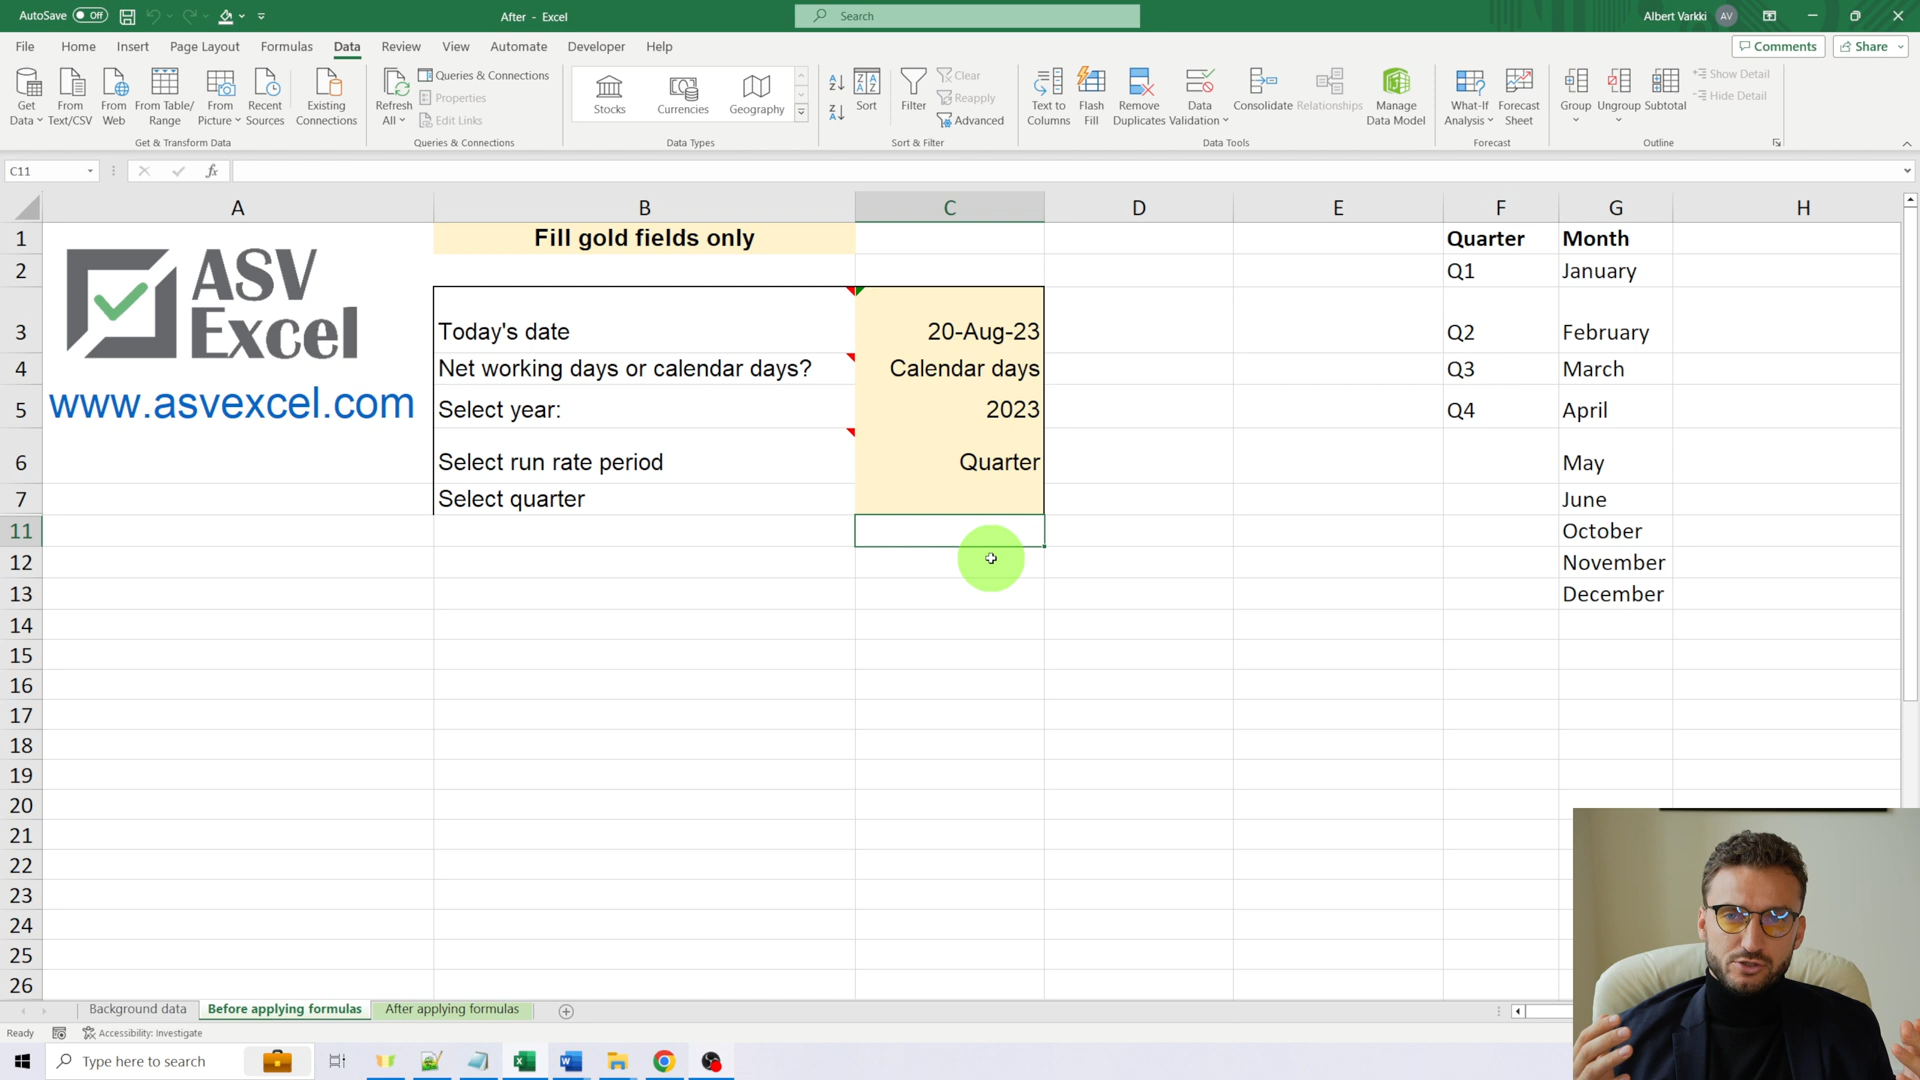 AutoSave Off
After - Excel
Search
Albert Varkki AV
File Home Insert Page Layout Formulas Data Review View Automate Developer Help
Comments Share
Get Data
From Text/CSV
From Web
From Table/ Range
From Picture
Recent Sources
Existing Connections
Get & Transform Data
Refresh All
Queries & Connections
Properties
Edit Links
Queries & Connections
Stocks Currencies Geography
Data Types
Sort
Filter
Clear
Reapply
Advanced
Sort & Filter
Text to Columns
Flash Fill
Remove Duplicates
Data Validation
Consolidate
Relationships
Manage Data Model
Data Tools
What-If Analysis
Forecast Sheet
Forecast
Group
Ungroup
Subtotal
Show Detail
Hide Detail
Outline
C11
fx
A B C D E F G H
1 Fill gold fields only Quarter Month
2 Q1 January
ASV
Excel
3 Today's date 20-Aug-23 Q2 February
4 Net working days or calendar days? Calendar days Q3 March
www.asvexcel.com
5 Select year: 2023 Q4 April
6 Select run rate period Quarter May
7 Select quarter June
11 October
12 November
13 December
14
15
16
17
18
19
20
21
22
23
24
25
26
Background data Before applying formulas After applying formulas
Ready Accessibility: Investigate
Type here to search